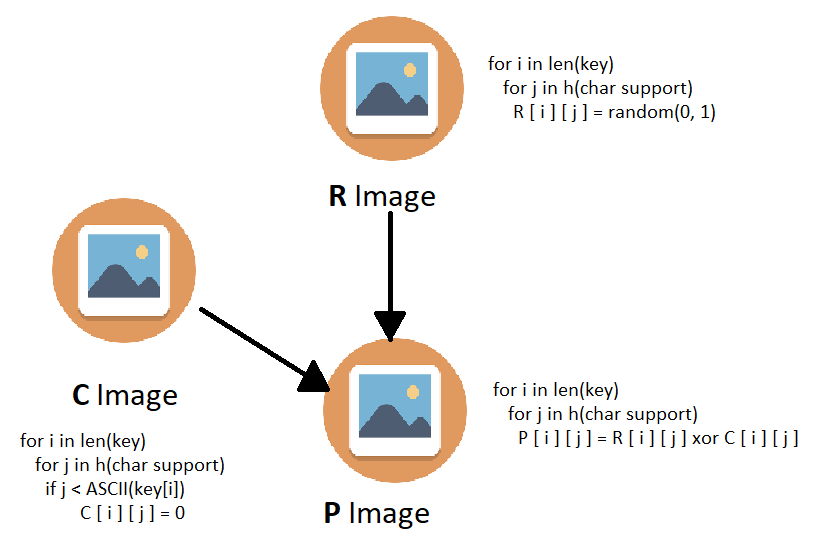 for i in len(key)
for j in h(char support)
R [ i ] [ j ] = random(0, 1)
R Image
C Image
for i in len(key)
for j in h(char support)
if j < ASCII(key[i])
C [ i ] [ j ] = 0
for i in len(key)
for j in h(char support)
P [ i ] [ j ] = R [ i ] [ j ] xor C [ i ] [ j ]
P Image